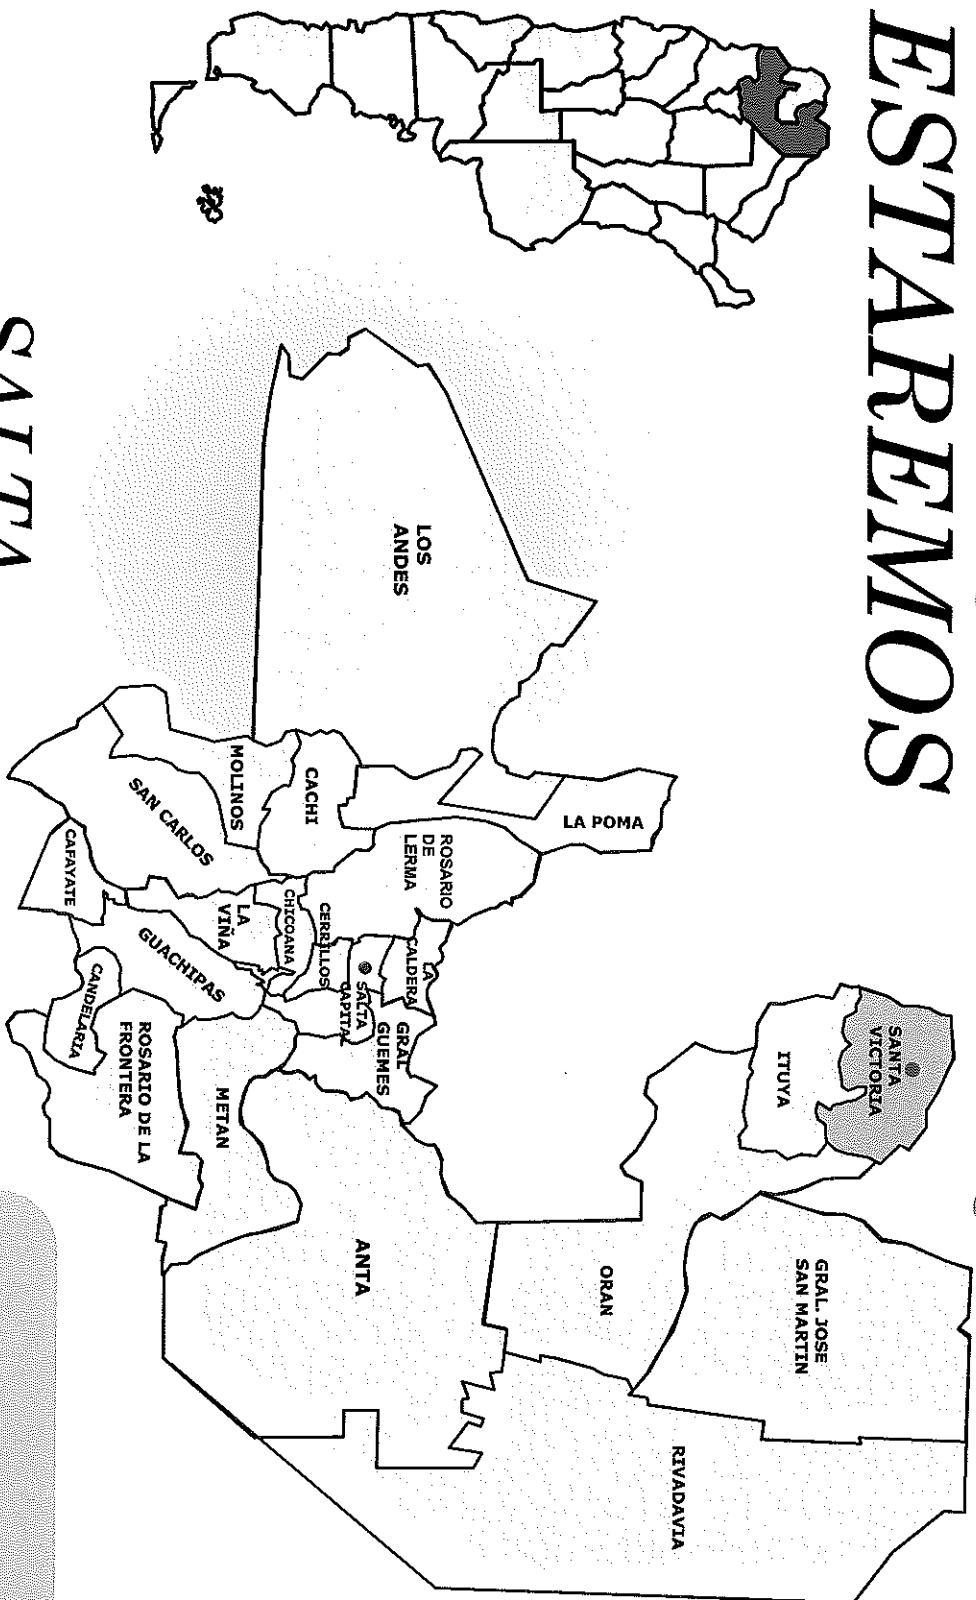 ESTAREMOS
SALTA
LOS
ANDES
LA POMA
CACHI
MOLINOS
SAN CARLOS
CAFAYATE
ROSARIO
DE
LERMA
CERRILLOS
CHICOANA
LA
VIÑA
GUACHIPAS
CANDELARIA
LA
CALDERA
SALTA
CAPITAL
GRAL
GUEMES
METAN
ROSARIO DE LA
FRONTERA
SANTA
VICTORIA
ITUYA
ORAN
GRAL. JOSE
SAN MARTIN
ANTA
RIVADAVIA